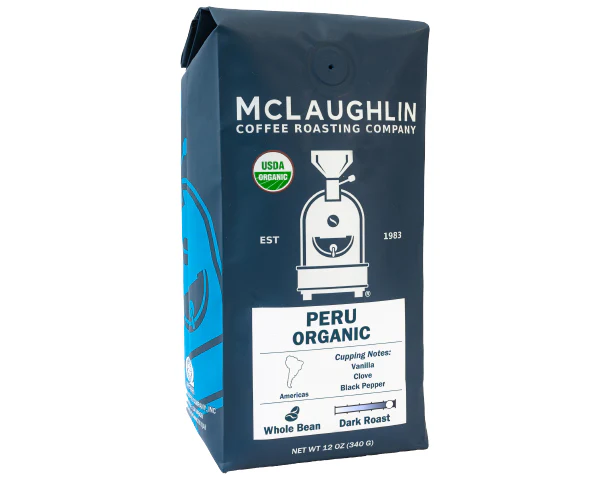 McLAUGHLIN
COFFEE ROASTING COMPANY
USDA
ORGANIC
EST
1983
®
PERU
ORGANIC
Cupping Notes:
Vanilla
Clove
Black Pepper
Americas
Whole Bean
Dark Roast
NET WT 12 OZ (340 G)